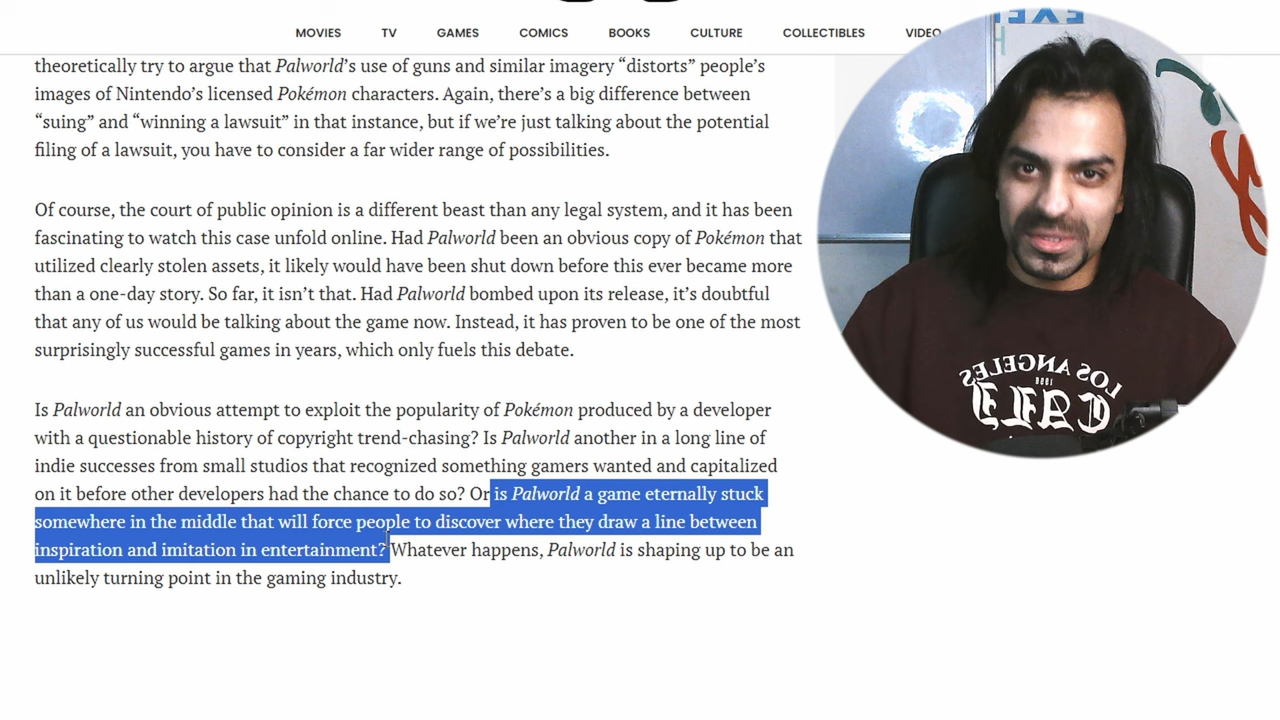 MOVIES TV GAMES COMICS BOOKS CULTURE COLLECTIBLES VIDEO
theoretically try to argue that Palworld’s use of guns and similar imagery “distorts” people’s
images of Nintendo’s licensed Pokémon characters. Again, there’s a big difference between
“suing” and “winning a lawsuit” in that instance, but if we’re just talking about the potential
filing of a lawsuit, you have to consider a far wider range of possibilities.
Of course, the court of public opinion is a different beast than any legal system, and it has been
fascinating to watch this case unfold online. Had Palworld been an obvious copy of Pokémon that
utilized clearly stolen assets, it likely would have been shut down before this ever became more
than a one-day story. So far, it isn’t that. Had Palworld bombed upon its release, it’s doubtful
that any of us would be talking about the game now. Instead, it has proven to be one of the most
surprisingly successful games in years, which only fuels this debate.
Is Palworld an obvious attempt to exploit the popularity of Pokémon produced by a developer
with a questionable history of copyright trend-chasing? Is Palworld another in a long line of
indie successes from small studios that recognized something gamers wanted and capitalized
on it before other developers had the chance to do so? Or is Palworld a game eternally stuck
somewhere in the middle that will force people to discover where they draw a line between
inspiration and imitation in entertainment? Whatever happens, Palworld is shaping up to be an
unlikely turning point in the gaming industry.
LOS ANGELES
CALI